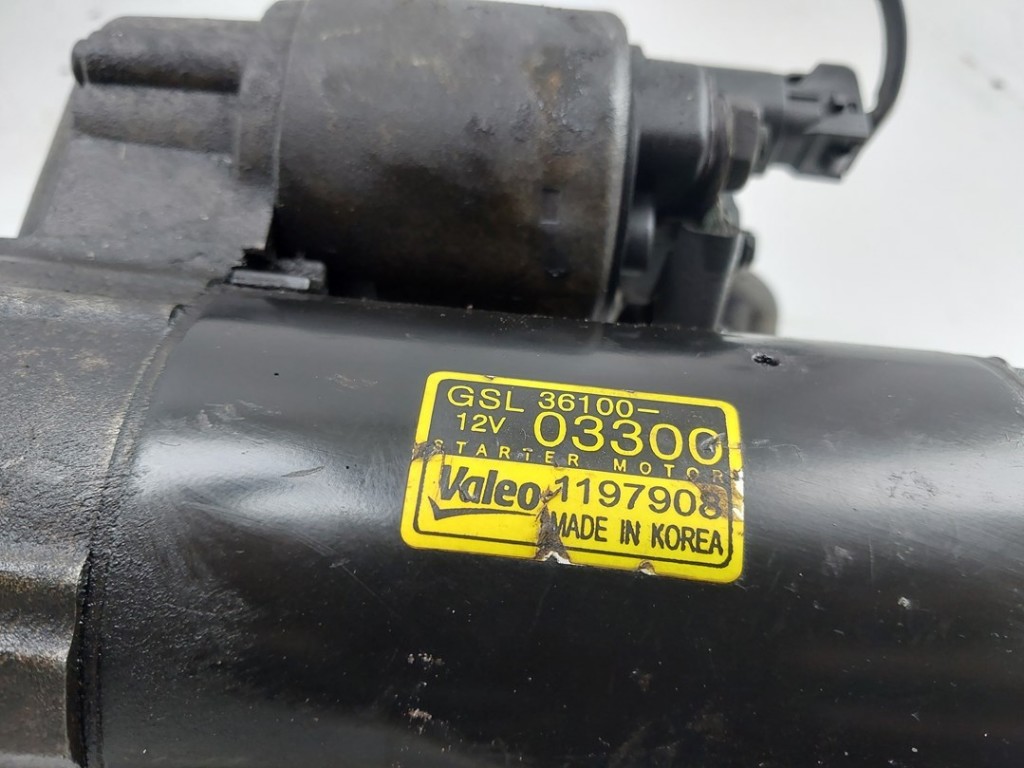 GSL 36100-
12V 03300
STARTER MOTOR
Valeo 1197908
MADE IN KOREA